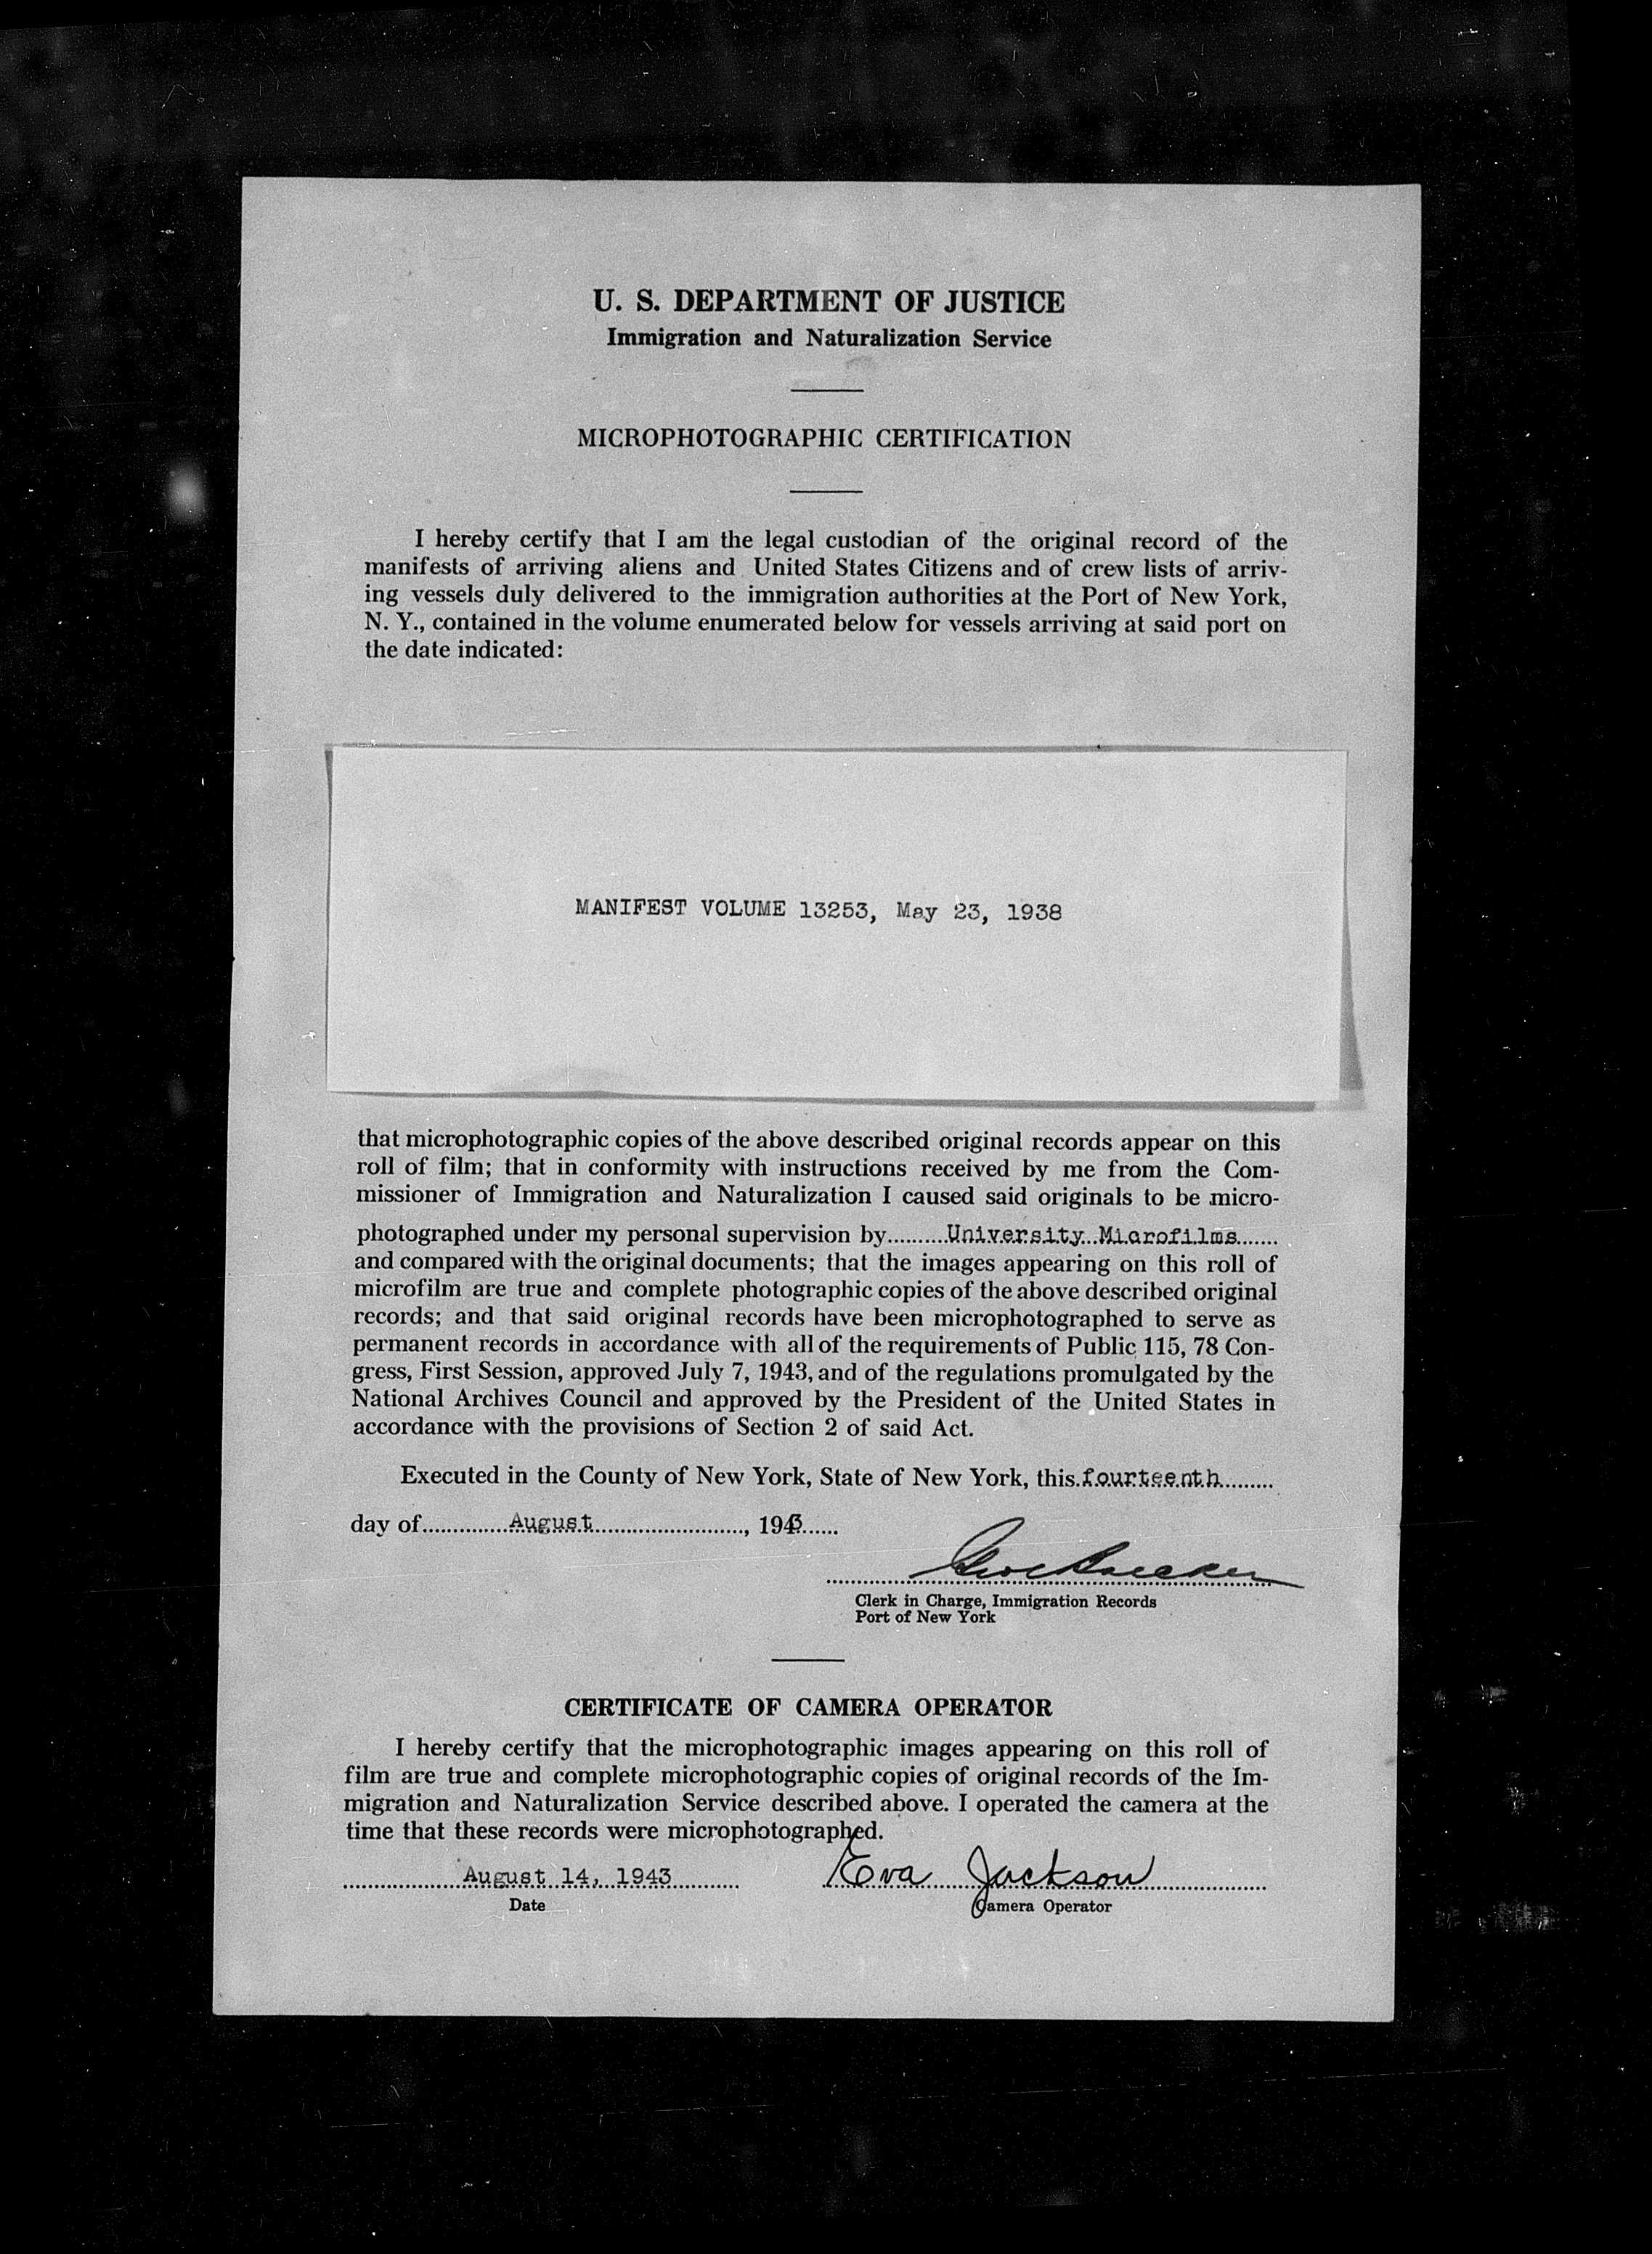 U. S. DEPARTMENT OF JUSTICE
Immigration and Naturalization Service
MICROPHOTOGRAPHIC CERTIFICATION
I hereby certify that I am the legal custodian of the original record of the
manifests of arriving aliens and United States Citizens and of crew lists of arriv-
ing vessels duly delivered to the immigration authorities at the Port of New York,
N. Y., contained in the volume enumerated below for vessels arriving at said port on
the date indicated:
MANIFEST VOLUME 13253, May 23, 1938
that microphotographic copies of the above described original records appear on this
roll of film; that in conformity with instructions received by me from the Com-
missioner of Immigration and Naturalization I caused said originals to be micro-
photographed under my personal supervision by University Microfilms
and compared with the original documents; that the images appearing on this roll of
microfilm are true and complete photographic copies of the above described original
records; and that said original records have been microphotographed to serve as
permanent records in accordance with all of the requirements of Public 115, 78 Con-
gress, First Session, approved July 7, 1943, and of the regulations promulgated by the
National Archives Council and approved by the President of the United States in
accordance with the provisions of Section 2 of said Act.
Executed in the County of New York, State of New York, this fourteenth
day of August, 1943
Clerk in Charge, Immigration Records
Port of New York
CERTIFICATE OF CAMERA OPERATOR
I hereby certify that the microphotographic images appearing on this roll of
film are true and complete microphotographic copies of original records of the Im-
migration and Naturalization Service described above. I operated the camera at the
time that these records were microphotographed.
August 14, 1943 Eva Jackson
Date Camera Operator